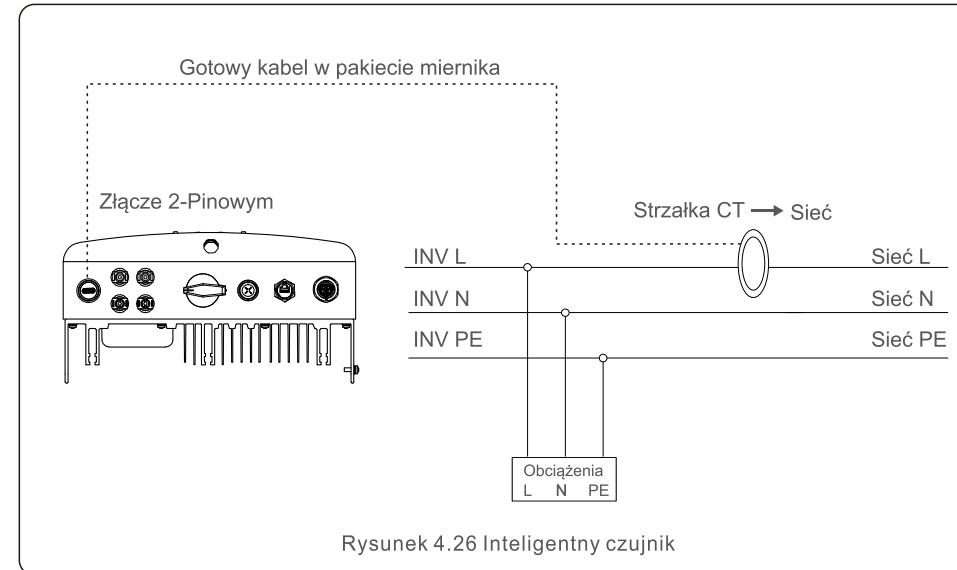 Gotowy kabel w pakiecie miernika
Złącze 2-Pinowym
Strzałka CT → Sieć
INV L
Sieć L
INV N
Sieć N
INV PE
Sieć PE
Obciążenia
L N PE
Rysunek 4.26 Inteligentny czujnik